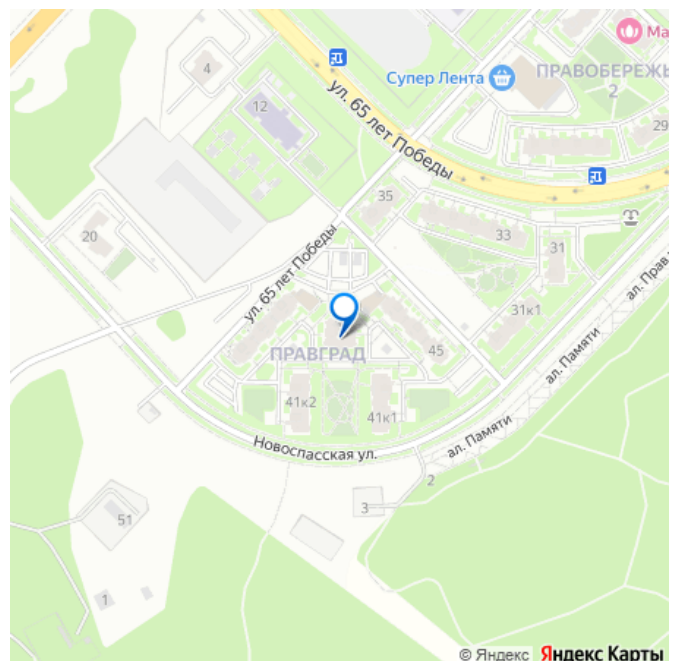 Ма
4
Супер Лента
ПРАВОБЕРЕЖЬ
2
12
ул. 65 лет Победы
29
35
20
33
31
ул. 65 лет Победы
ал. Прав
31к1
ПРАВГРАД
45
ал. Памяти
41к2
41к1
Новоспасская ул.
ал. Памяти
2
3
51
1
© Яндекс Яндекс Карты